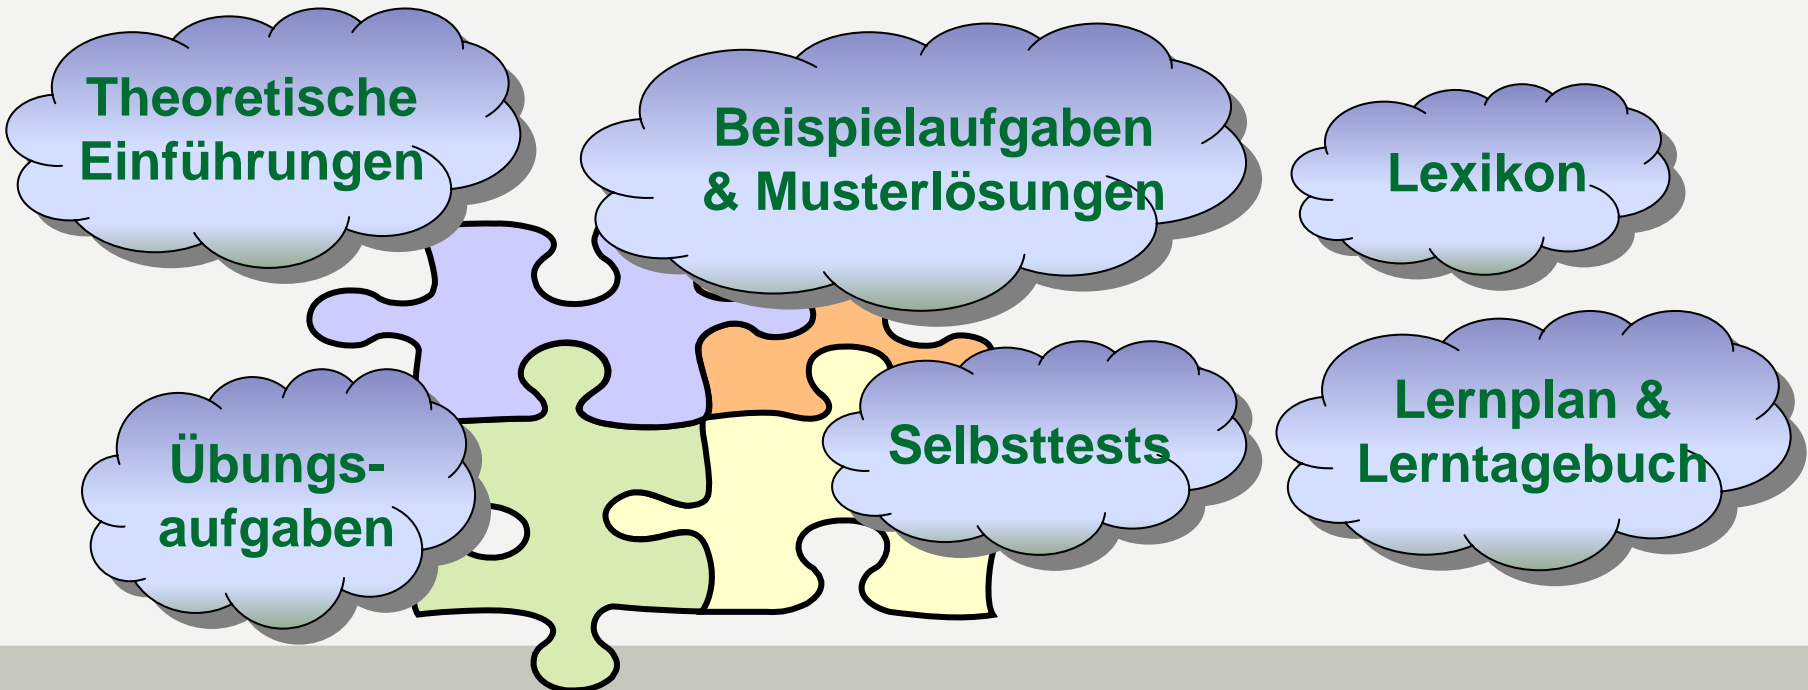 Theoretische
Einführungen
Beispielaufgaben
& Musterlösungen
Lexikon
Übungs-
aufgaben
Selbsttests
Lernplan &
Lerntagebuch